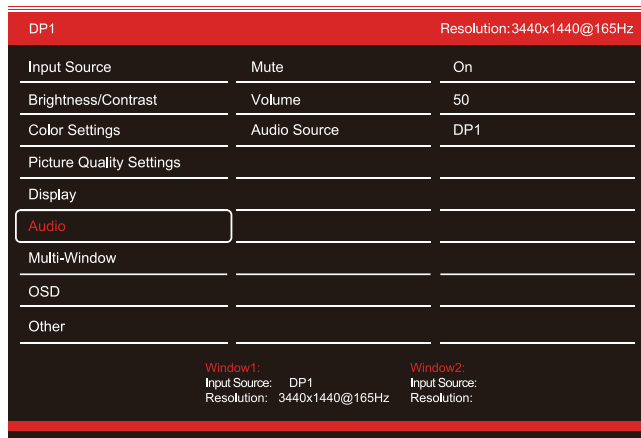 DP1 Resolution:3440x1440@165Hz
Input Source Mute On
Brightness/Contrast Volume 50
Color Settings Audio Source DP1
Picture Quality Settings
Display
Audio
Multi-Window
OSD
Other
Window1: Window2:
Input Source: DP1 Input Source:
Resolution: 3440x1440@165Hz Resolution: